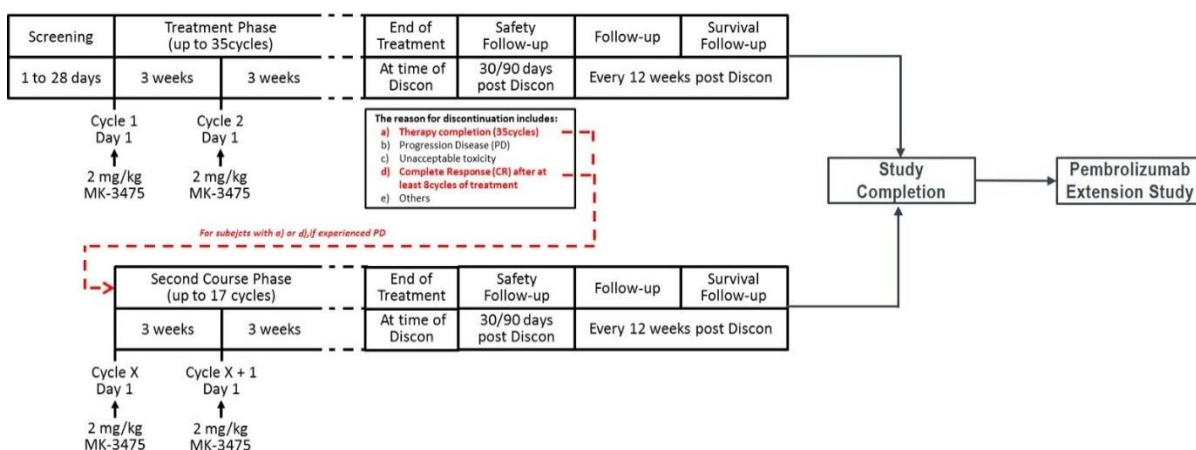 Screening
Treatment Phase
(up to 35cycles)
End of
Treatment
Safety
Follow-up
Follow-up
Survival
Follow-up
1 to 28 days
3 weeks
3 weeks
At time of
Discon
30/90 days
post Discon
Every 12 weeks post Discon
Cycle 1
Day 1
Cycle 2
Day 1
2 mg/kg
MK-3475
2 mg/kg
MK-3475
The reason for discontinuation includes:
a) Therapy completion (35cycles)
b) Progression Disease (PD)
c) Unacceptable toxicity
d) Complete Response (CR) after at
least 8cycles of treatment
e) Others
For subejcts with a) or d),if experienced PD
Study
Completion
Pembrolizumab
Extension Study
Second Course Phase
(up to 17 cycles)
End of
Treatment
Safety
Follow-up
Follow-up
Survival
Follow-up
3 weeks
3 weeks
At time of
Discon
30/90 days
post Discon
Every 12 weeks post Discon
Cycle X
Day 1
Cycle X + 1
Day 1
2 mg/kg
MK-3475
2 mg/kg
MK-3475